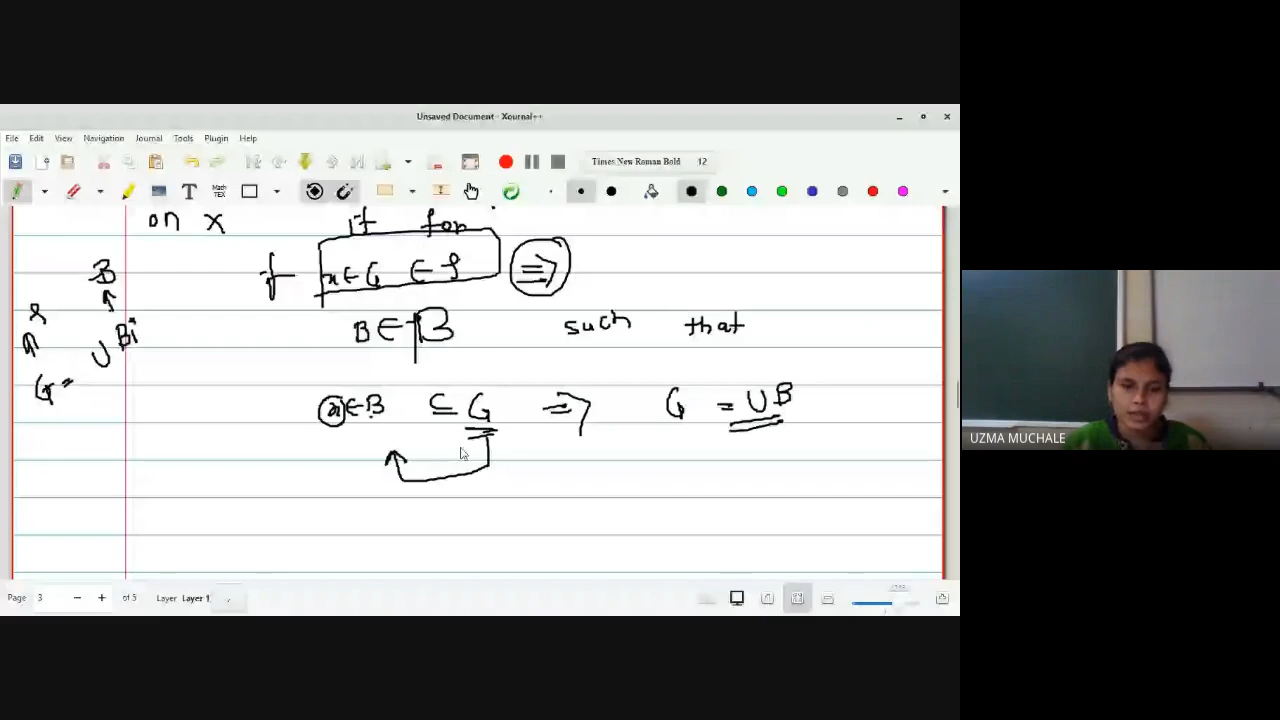 Unsaved Document - Xournal++
File Edit View Navigation Journal Tools Plugin Help
Times New Roman Bold 12
on X if for
x ∈ G ∈ ⇒
B
B ∈ B such that
∪ Bi
G =
x ∈ B ⊆ G ⇒ G = ∪ B
UZMA MUCHALE
Page 3 of 5 Layer Layer 1